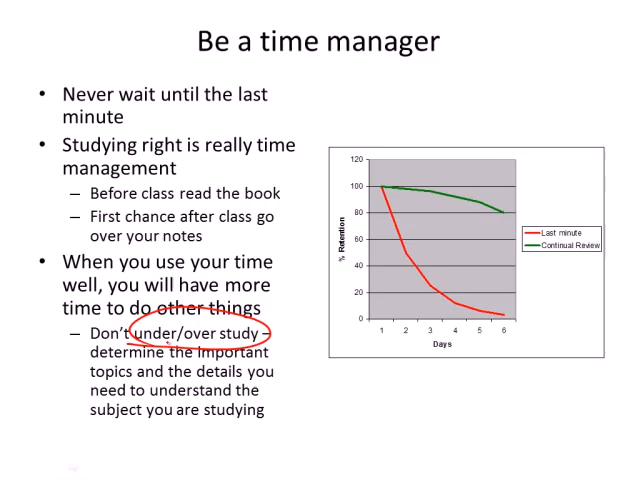 Be a time manager
• Never wait until the last
minute
• Studying right is really time
management
– Before class read the book
– First chance after class go
over your notes
• When you use your time
well, you will have more
time to do other things
– Don't under/over study –
determine the important
topics and the details you
need to understand the
subject you are studying
120
100
80
60
40
20
0
% Retention
1 2 3 4 5 6
Days
Last minute
Continual Review